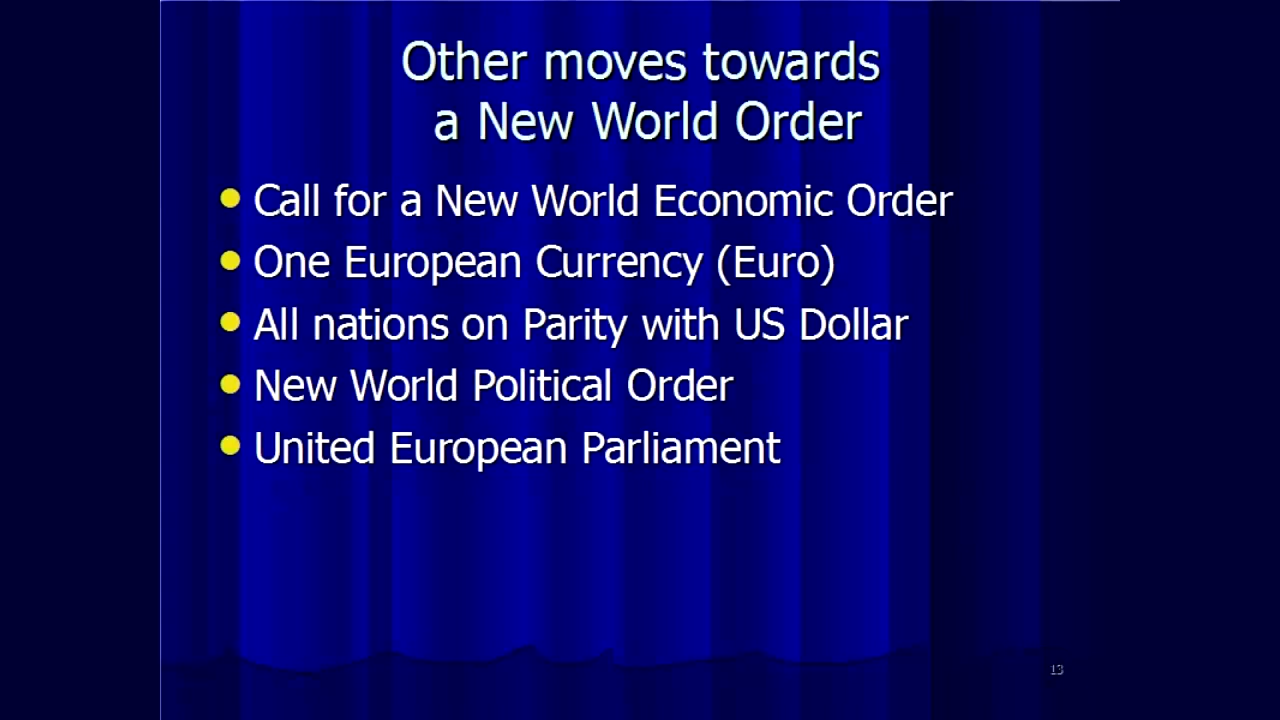 Other moves towards
a New World Order
Call for a New World Economic Order
One European Currency (Euro)
All nations on Parity with US Dollar
New World Political Order
United European Parliament
13